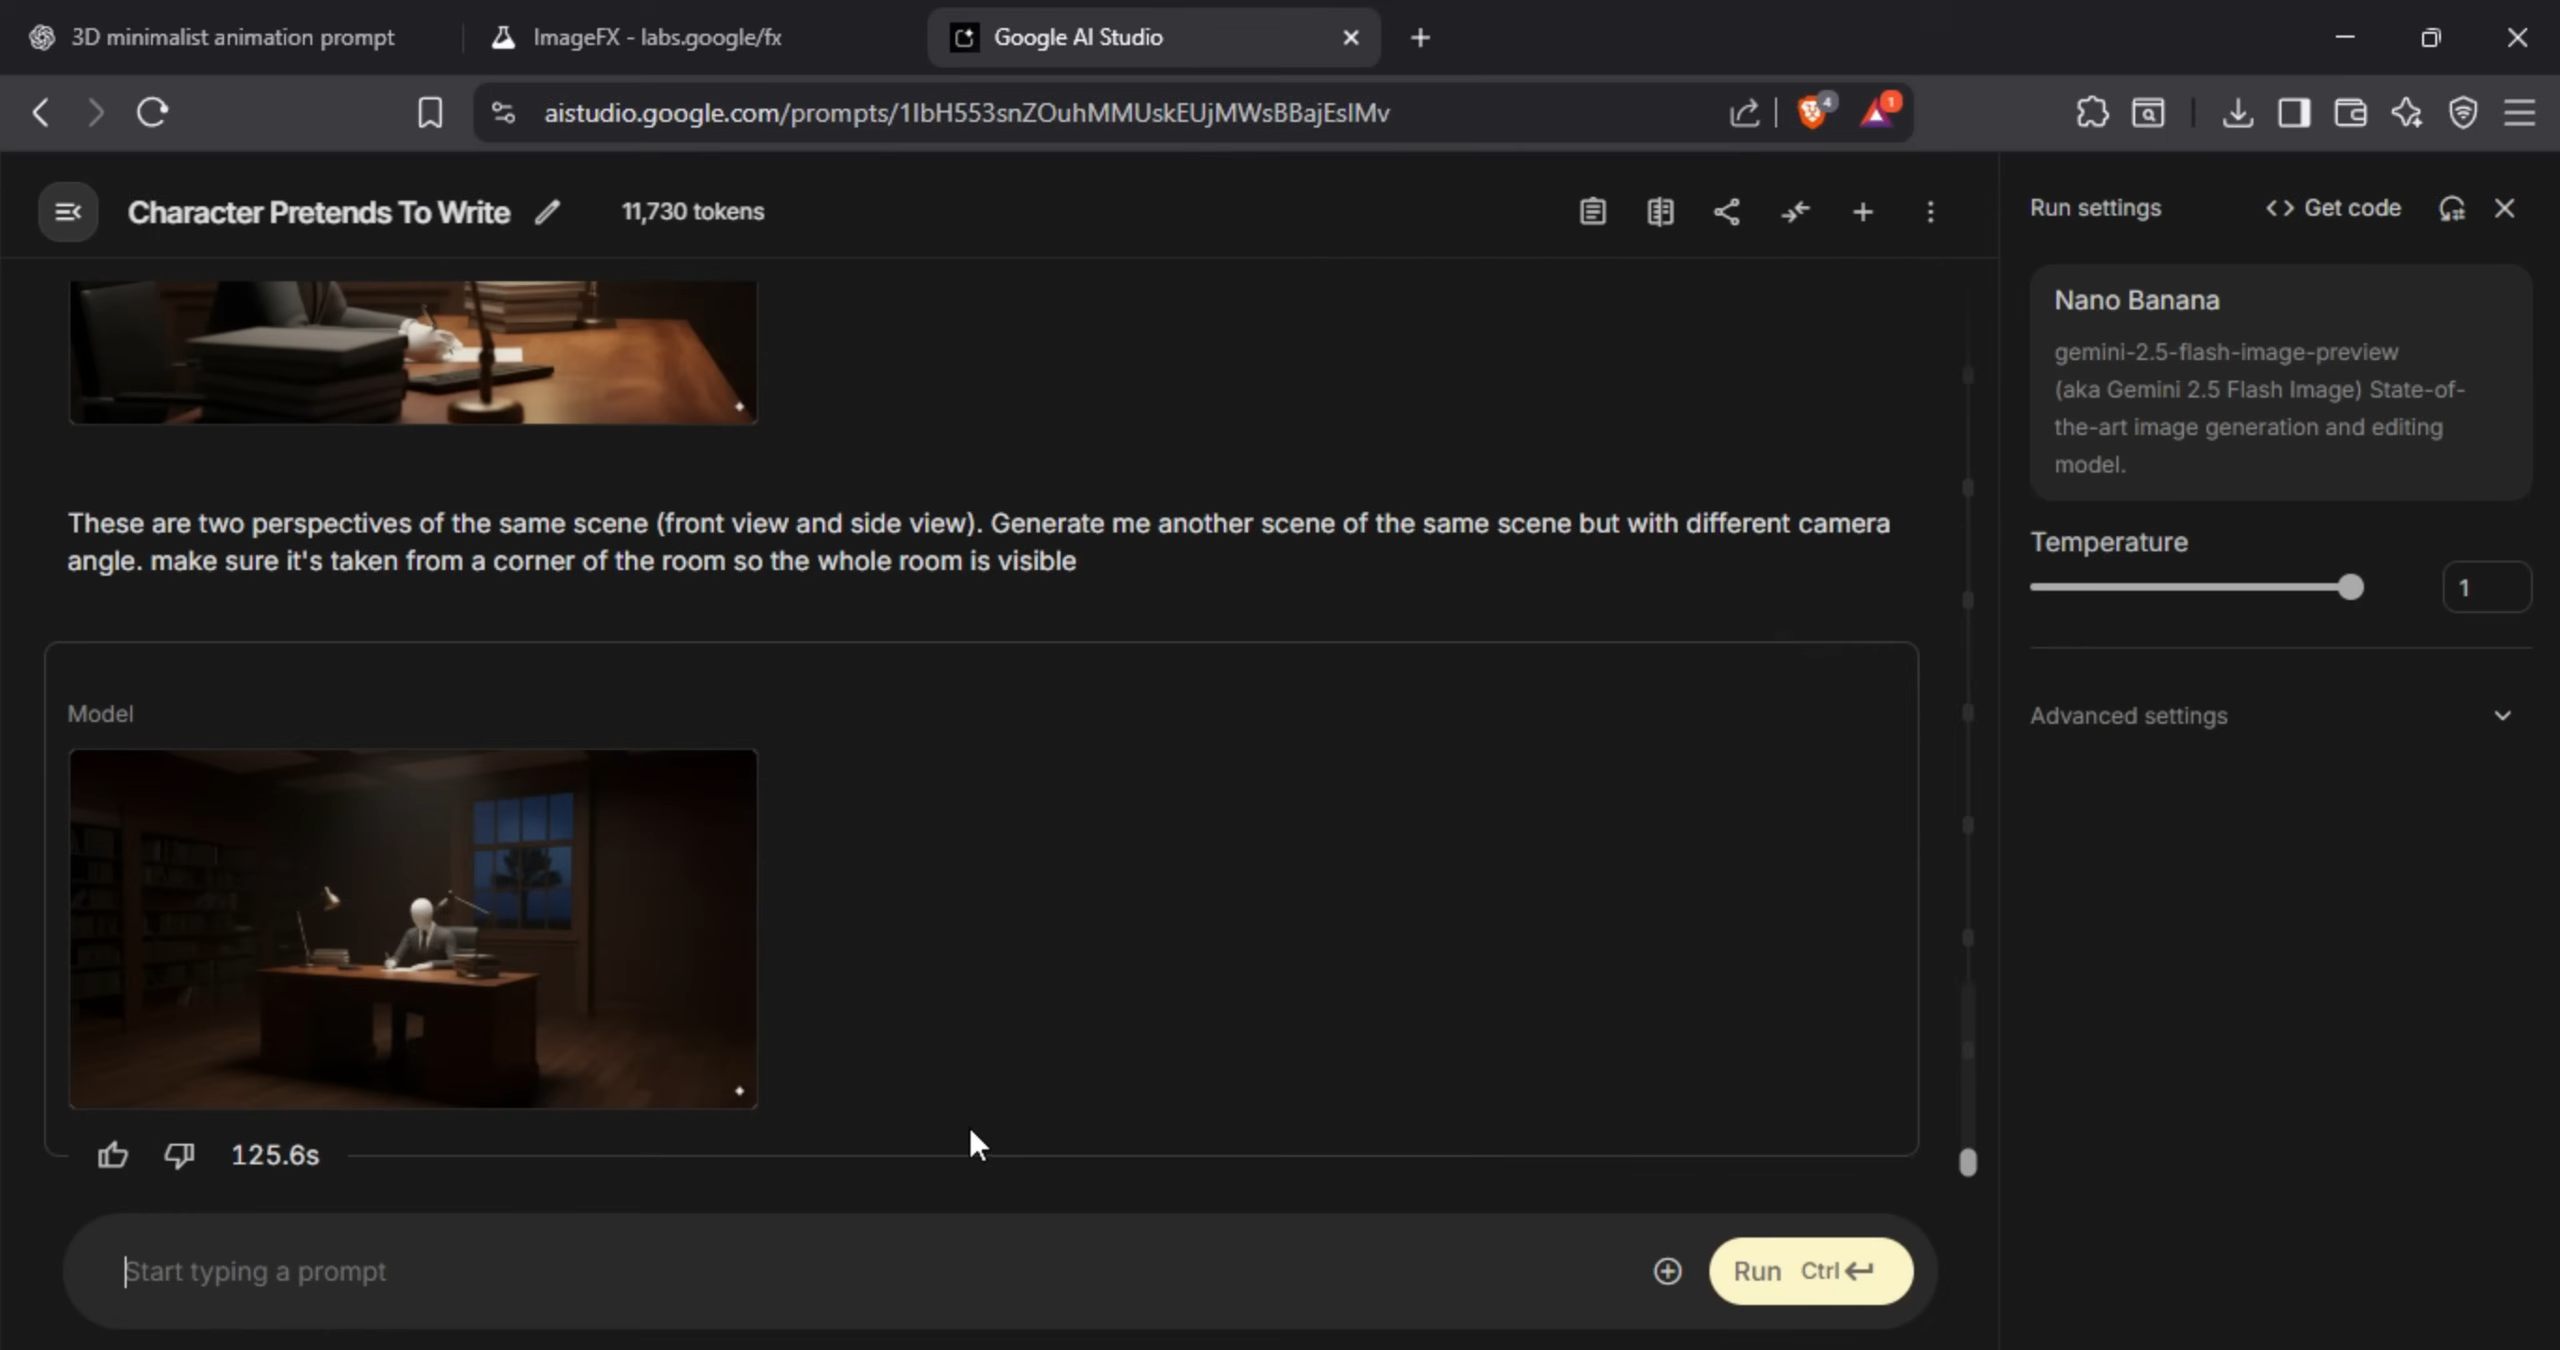 3D minimalist animation prompt
ImageFX - labs.google/fx
Google AI Studio
aistudio.google.com/prompts/1IbH553snZOuhMMUskEUjMWsBBajEsIMv
4
1
Character Pretends To Write
11,730 tokens
Run settings
Get code
Nano Banana
gemini-2.5-flash-image-preview
(aka Gemini 2.5 Flash Image) State-of-
the-art image generation and editing
model.
These are two perspectives of the same scene (front view and side view). Generate me another scene of the same scene but with different camera
angle. make sure it's taken from a corner of the room so the whole room is visible
Temperature
1
Model
Advanced settings
125.6s
Start typing a prompt
Run Ctrl